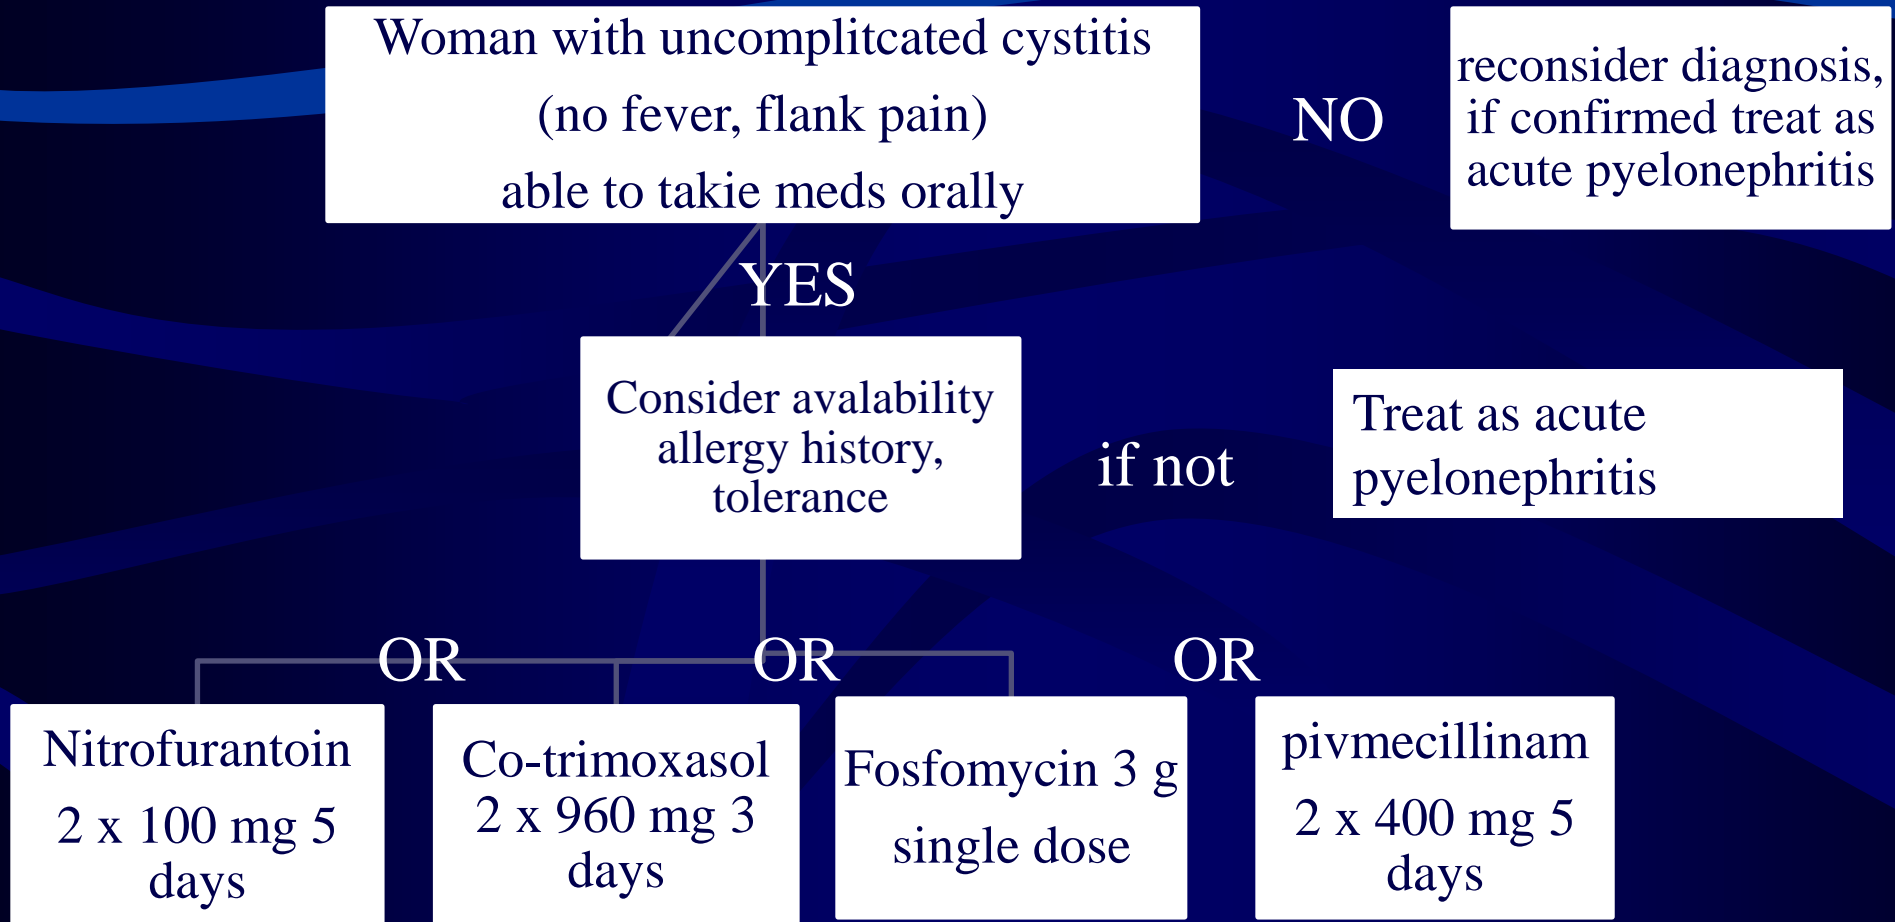 Woman with uncomplitcated cystitis
(no fever, flank pain)
able to takie meds orally
NO
reconsider diagnosis,
if confirmed treat as
acute pyelonephritis
YES
Consider avalability
allergy history,
tolerance
if not
Treat as acute
pyelonephritis
OR
OR
OR
Nitrofurantoin
2 x 100 mg 5
days
Co-trimoxasol
2 x 960 mg 3
days
Fosfomycin 3 g
single dose
pivmecillinam
2 x 400 mg 5
days